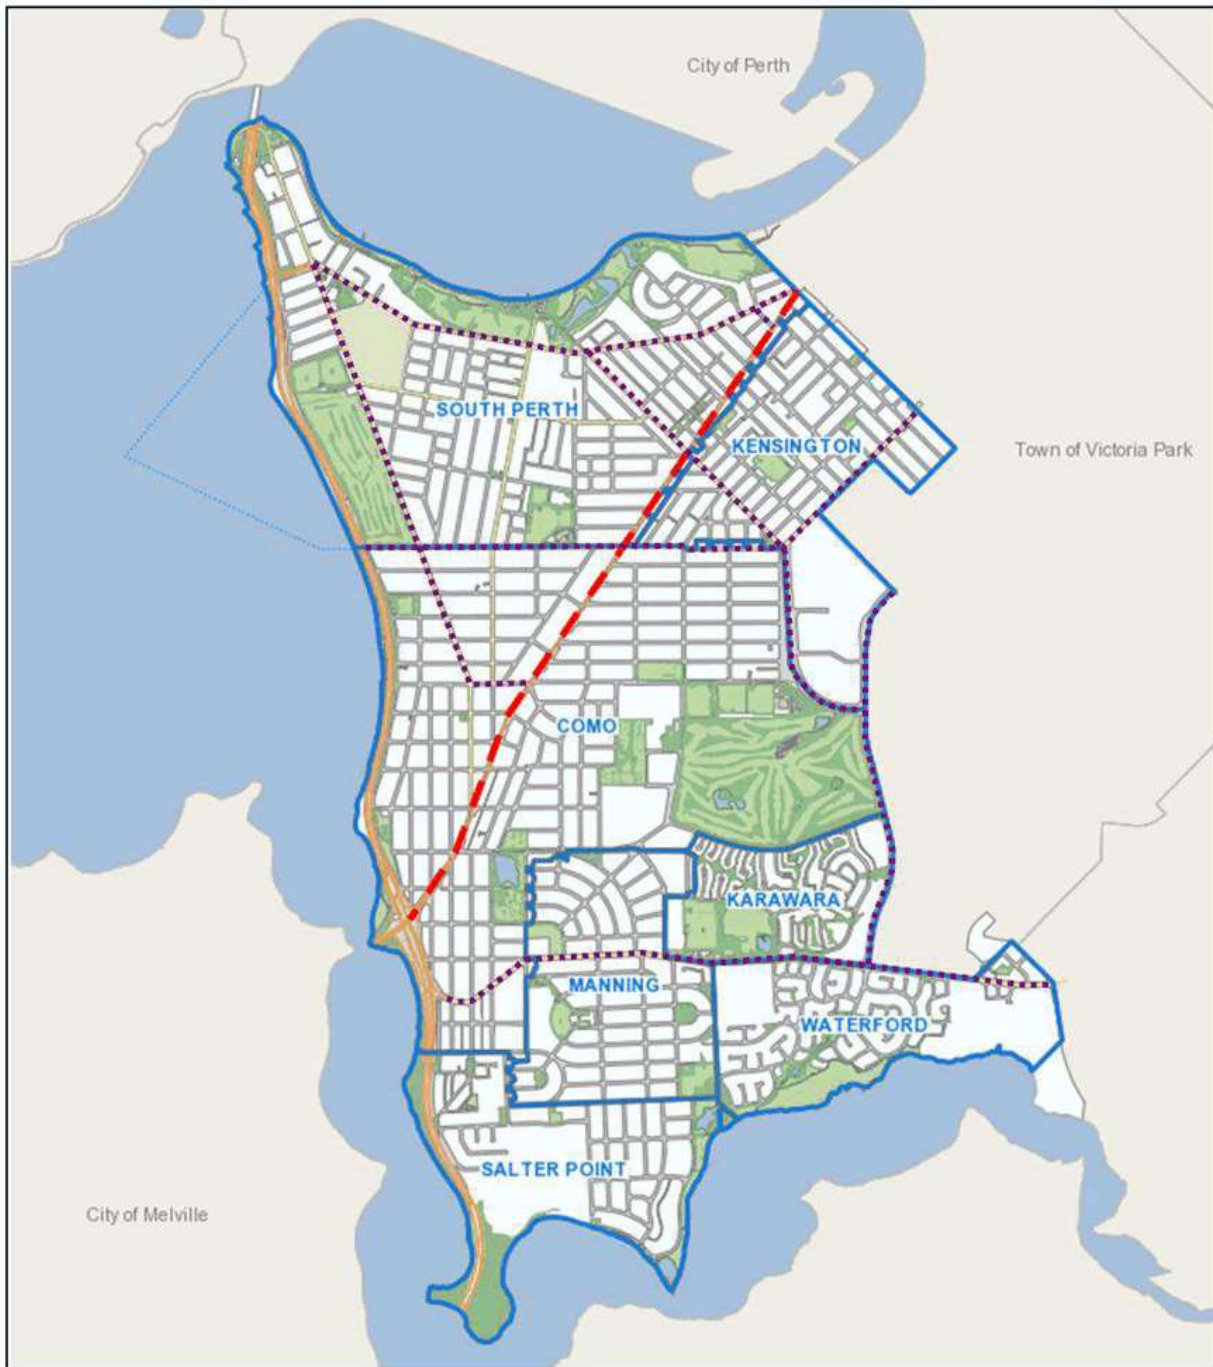 City of Perth
SOUTH PERTH
KENSINGTON
Town of Victoria Park
COMO
KARAWARA
MANNING
WATERFORD
SALTER POINT
City of Melville